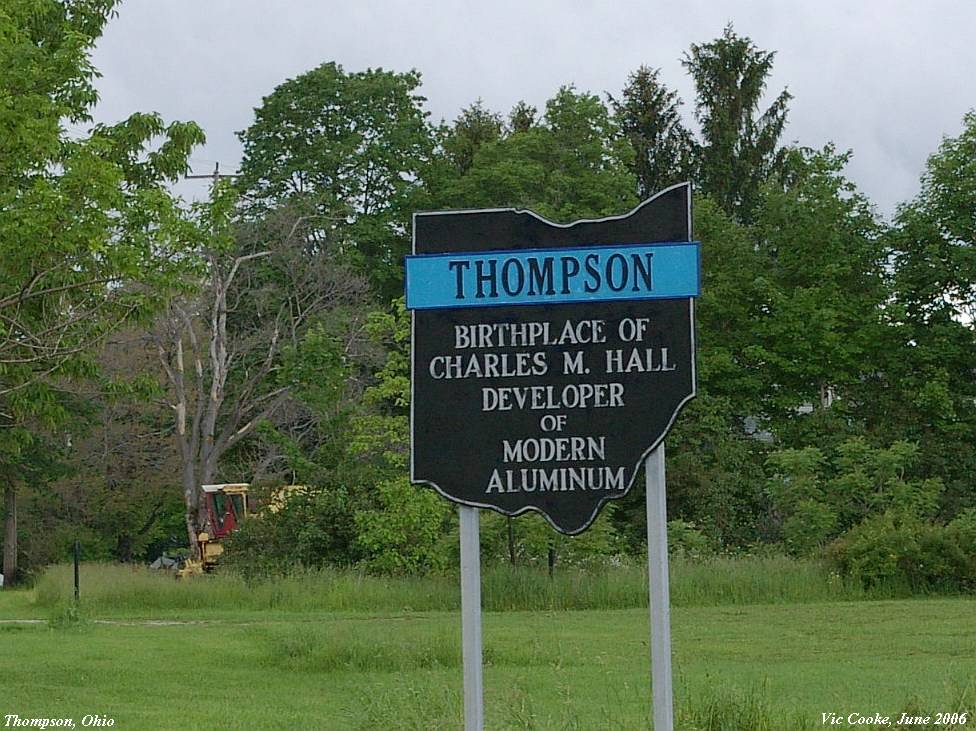 THOMPSON
BIRTHPLACE OF
CHARLES M. HALL
DEVELOPER
OF
MODERN
ALUMINUM
Thompson, Ohio
Vic Cooke, June 2006